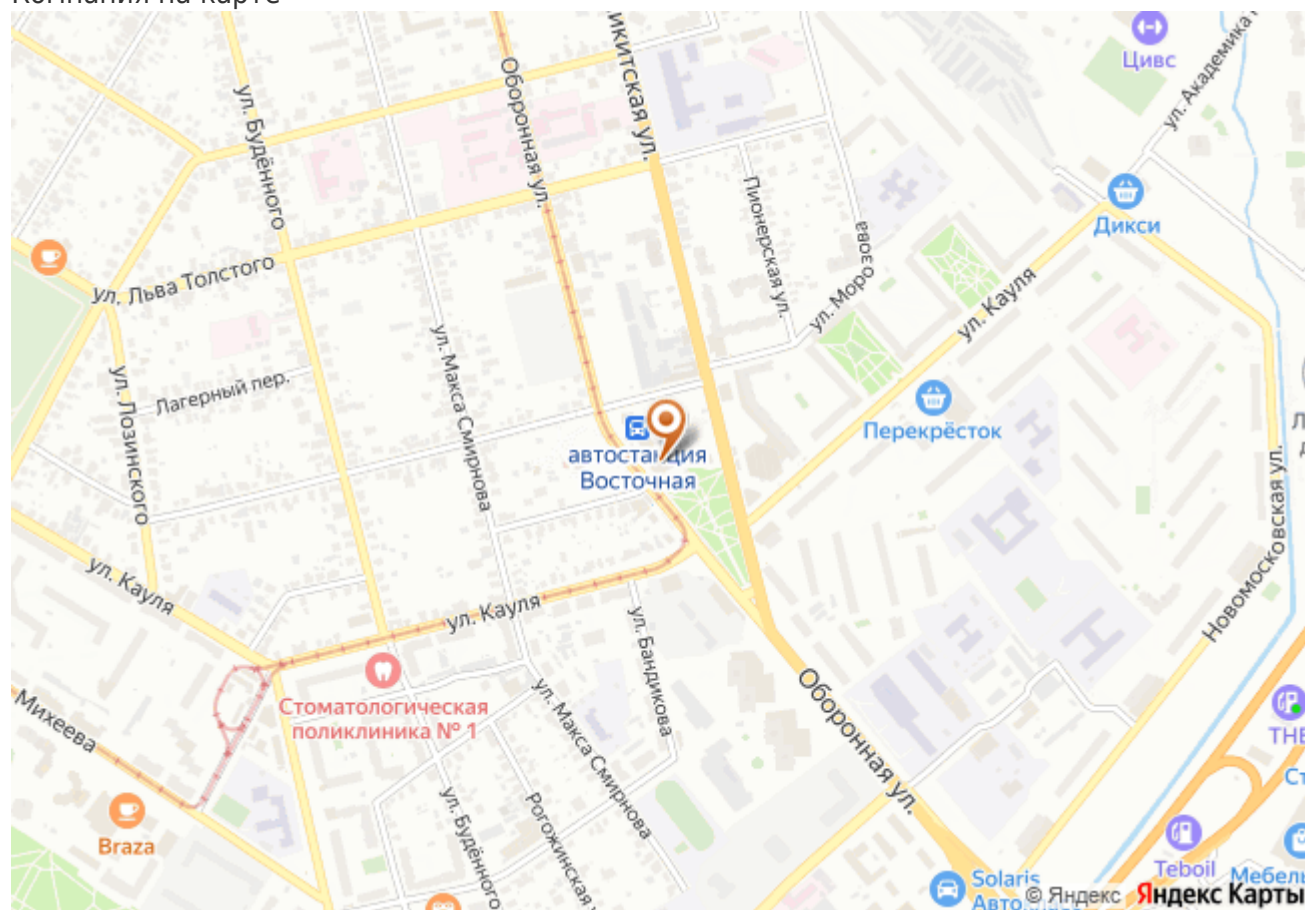 Компания на карте
Цивс
ул. Академика
Оборонная ул.
икитская ул.
ул. Будённого
Пионерская ул.
Дикси
ул. Морозова
ул. Льва Толстого
ул. Кауля
ул. Макса Смирнова
Лагерный пер.
ул. Лозинского
Перекрёсток
автостанция
Восточная
Новомосковская ул.
ул. Кауля
ул. Кауля
ул. Бандикова
Стоматологическая
поликлиника № 1
Михеева
ул. Макса Смирнова
Оборонная ул.
ул. Будённого
Рогожинская
Braza
Teboil
Мебель
Solaris
© Яндекс Яндекс Карты